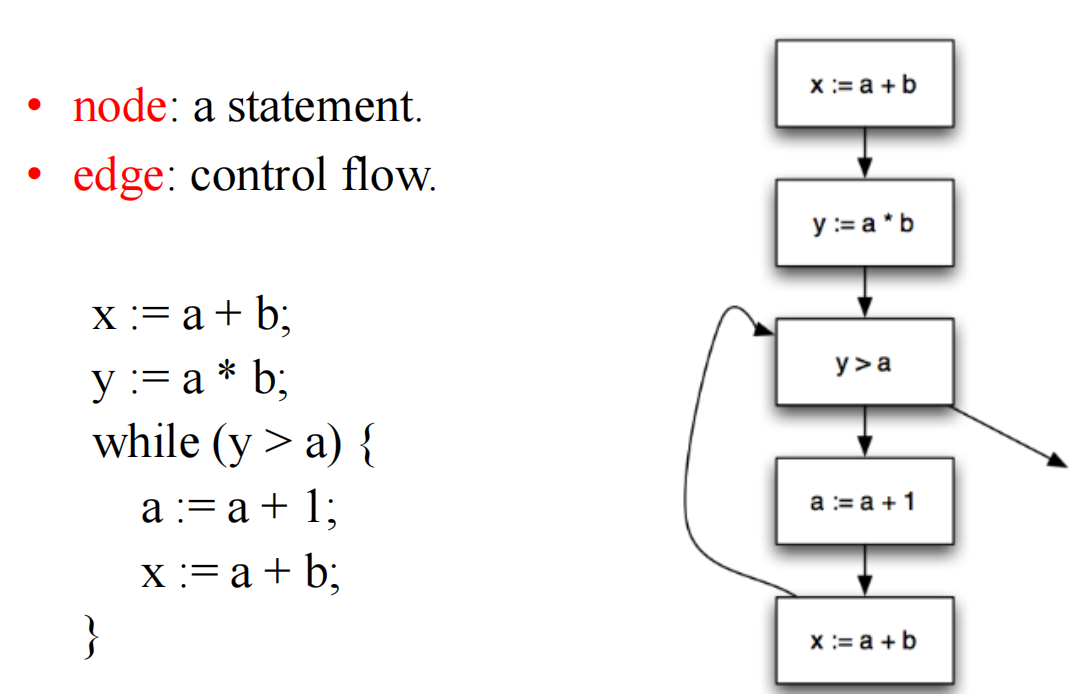 • node: a statement.
• edge: control flow.
x := a + b;
y := a * b;
while (y > a) {
a := a + 1;
x := a + b;
}
x := a + b
y := a * b
y > a
a := a + 1
x := a + b